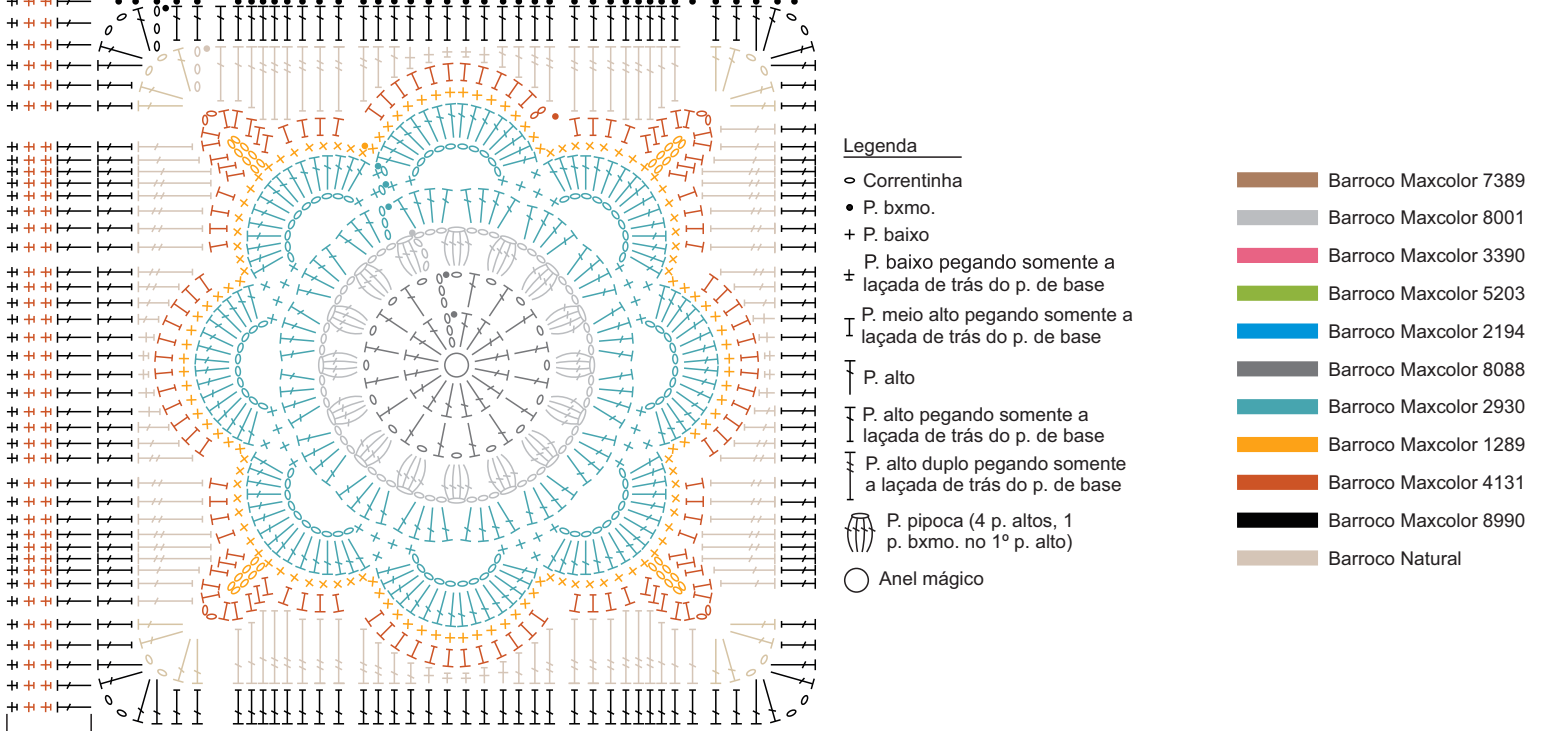 Legenda
Correntinha
P. bxmo.
P. baixo
P. baixo pegando somente a
laçada de trás do p. de base
P. meio alto pegando somente a
laçada de trás do p. de base
P. alto
P. alto pegando somente a
laçada de trás do p. de base
P. alto duplo pegando somente
a laçada de trás do p. de base
P. pipoca (4 p. altos, 1
p. bxmo. no 1º p. alto)
Anel mágico
Barroco Maxcolor 7389
Barroco Maxcolor 8001
Barroco Maxcolor 3390
Barroco Maxcolor 5203
Barroco Maxcolor 2194
Barroco Maxcolor 8088
Barroco Maxcolor 2930
Barroco Maxcolor 1289
Barroco Maxcolor 4131
Barroco Maxcolor 8990
Barroco Natural